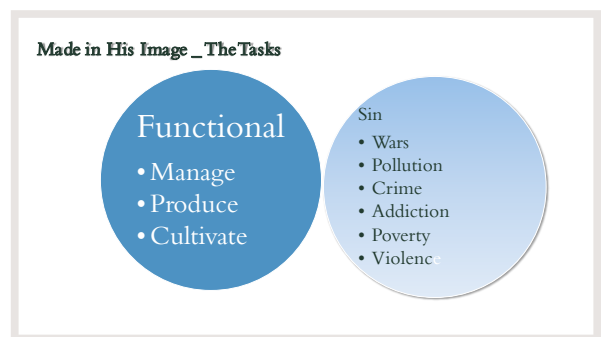 Made in His Image _ The Tasks
Functional
• Manage
• Produce
• Cultivate
Sin
• Wars
• Pollution
• Crime
• Addiction
• Poverty
• Violence